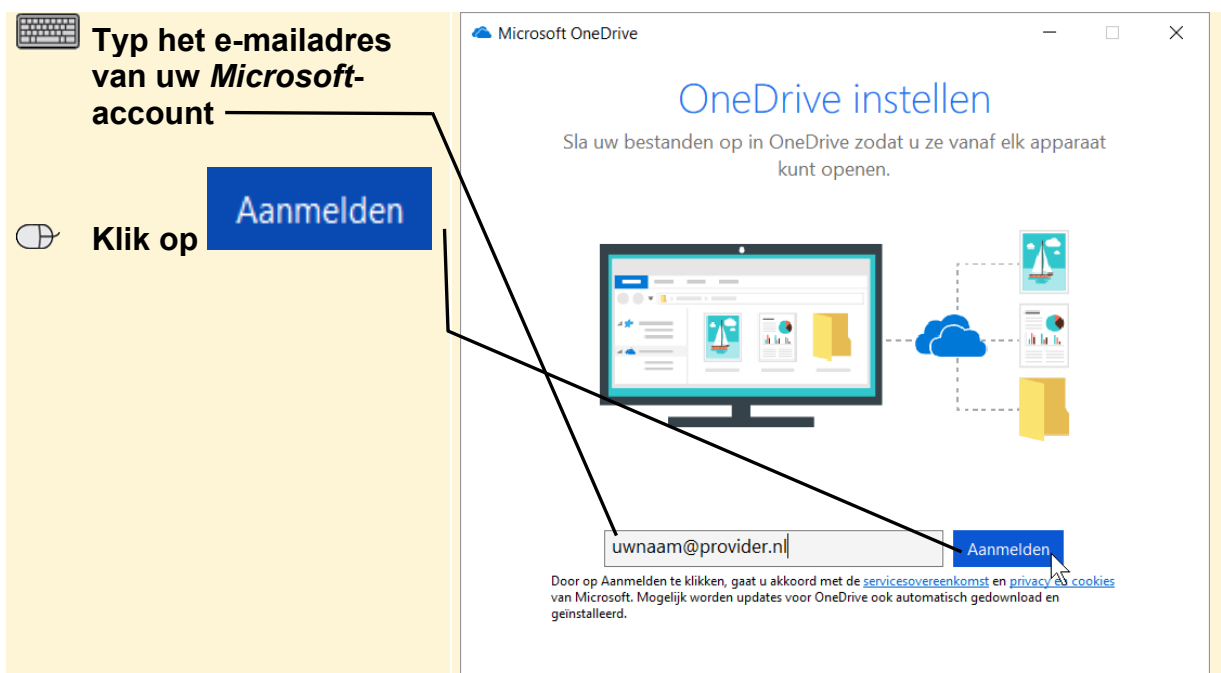 Typ het e-mailadres
van uw Microsoft-
account
Klik op Aanmelden
Microsoft OneDrive
OneDrive instellen
Sla uw bestanden op in OneDrive zodat u ze vanaf elk apparaat
kunt openen.
uwnaam@provider.nl
Aanmelden
Door op Aanmelden te klikken, gaat u akkoord met de servicesovereenkomst en privacy en cookies
van Microsoft. Mogelijk worden updates voor OneDrive ook automatisch gedownload en
geïnstalleerd.